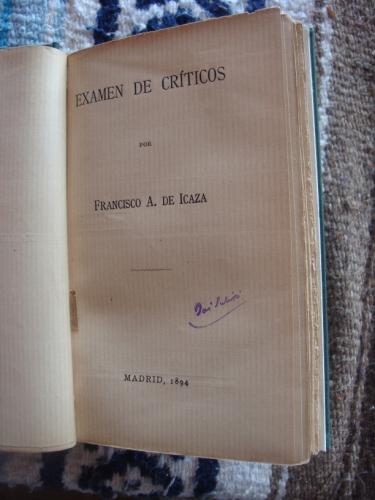 EXAMEN DE CRÍTICOS
POR
FRANCISCO A. DE ICAZA
MADRID, 1894